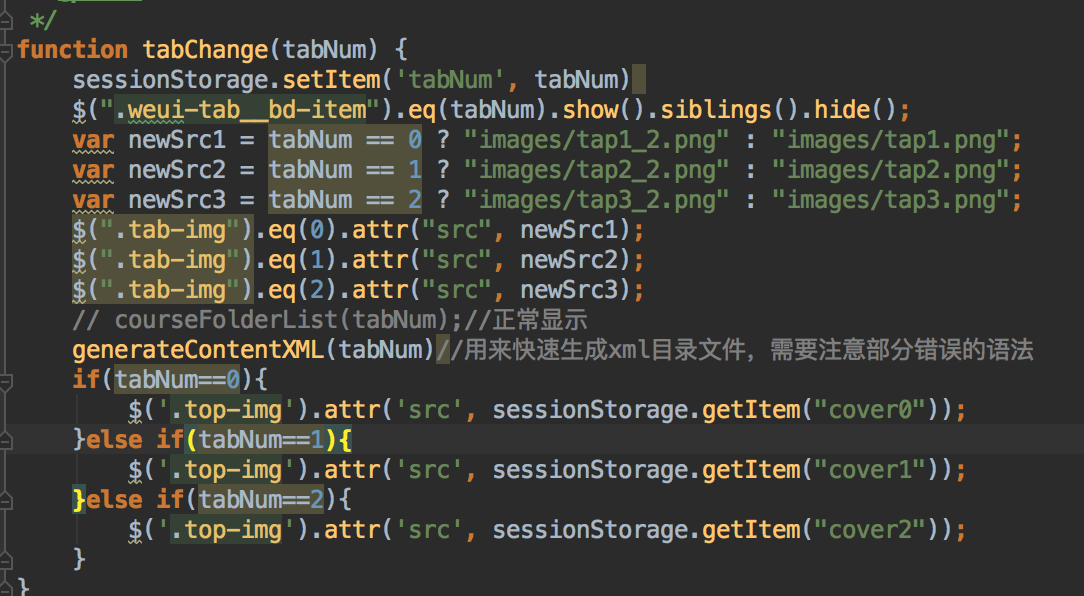 */
function tabChange(tabNum) {
    sessionStorage.setItem('tabNum', tabNum)
    $(".weui-tab__bd-item").eq(tabNum).show().siblings().hide();
    var newSrc1 = tabNum == 0 ? "images/tap1_2.png" : "images/tap1.png";
    var newSrc2 = tabNum == 1 ? "images/tap2_2.png" : "images/tap2.png";
    var newSrc3 = tabNum == 2 ? "images/tap3_2.png" : "images/tap3.png";
    $(".tab-img").eq(0).attr("src", newSrc1);
    $(".tab-img").eq(1).attr("src", newSrc2);
    $(".tab-img").eq(2).attr("src", newSrc3);
    // courseFolderList(tabNum);//正常显示
    generateContentXML(tabNum)//用来快速生成xml目录文件，需要注意部分错误的语法
    if(tabNum==0){
        $('.top-img').attr('src', sessionStorage.getItem("cover0"));
    }else if(tabNum==1){
        $('.top-img').attr('src', sessionStorage.getItem("cover1"));
    }else if(tabNum==2){
        $('.top-img').attr('src', sessionStorage.getItem("cover2"));
    }
}